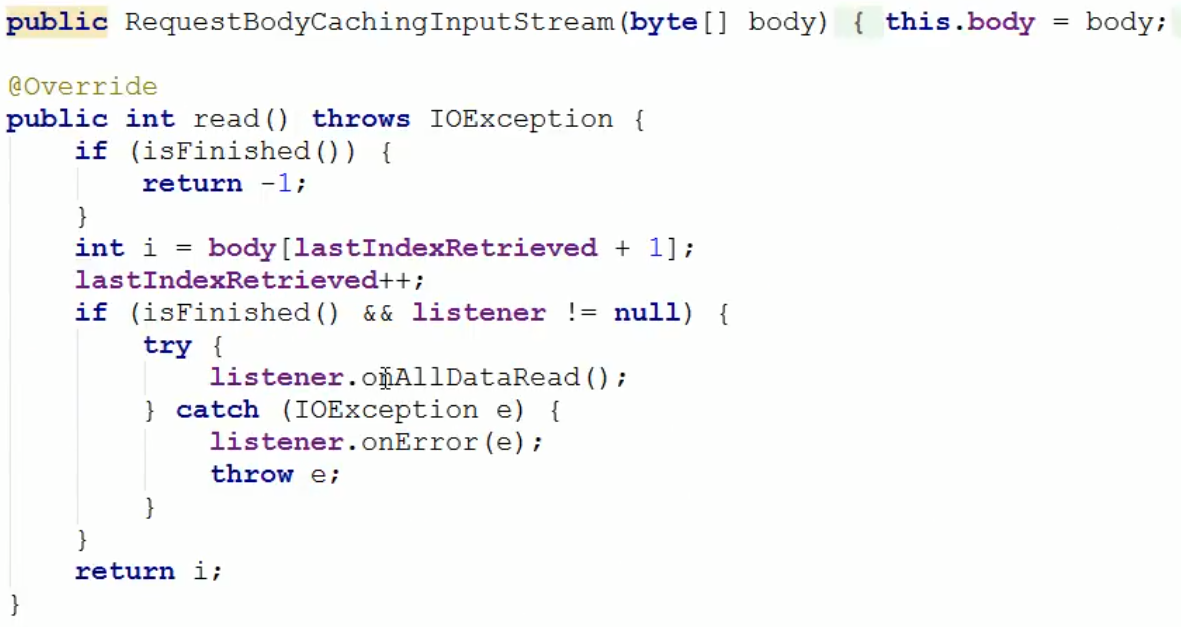 public RequestBodyCachingInputStream(byte[] body) { this.body = body;
@Override
public int read() throws IOException {
if (isFinished()) {
return -1;
}
int i = body[lastIndexRetrieved + 1];
lastIndexRetrieved++;
if (isFinished() && listener != null) {
try {
listener.onAllDataRead();
} catch (IOException e) {
listener.onError(e);
throw e;
}
}
return i;
}